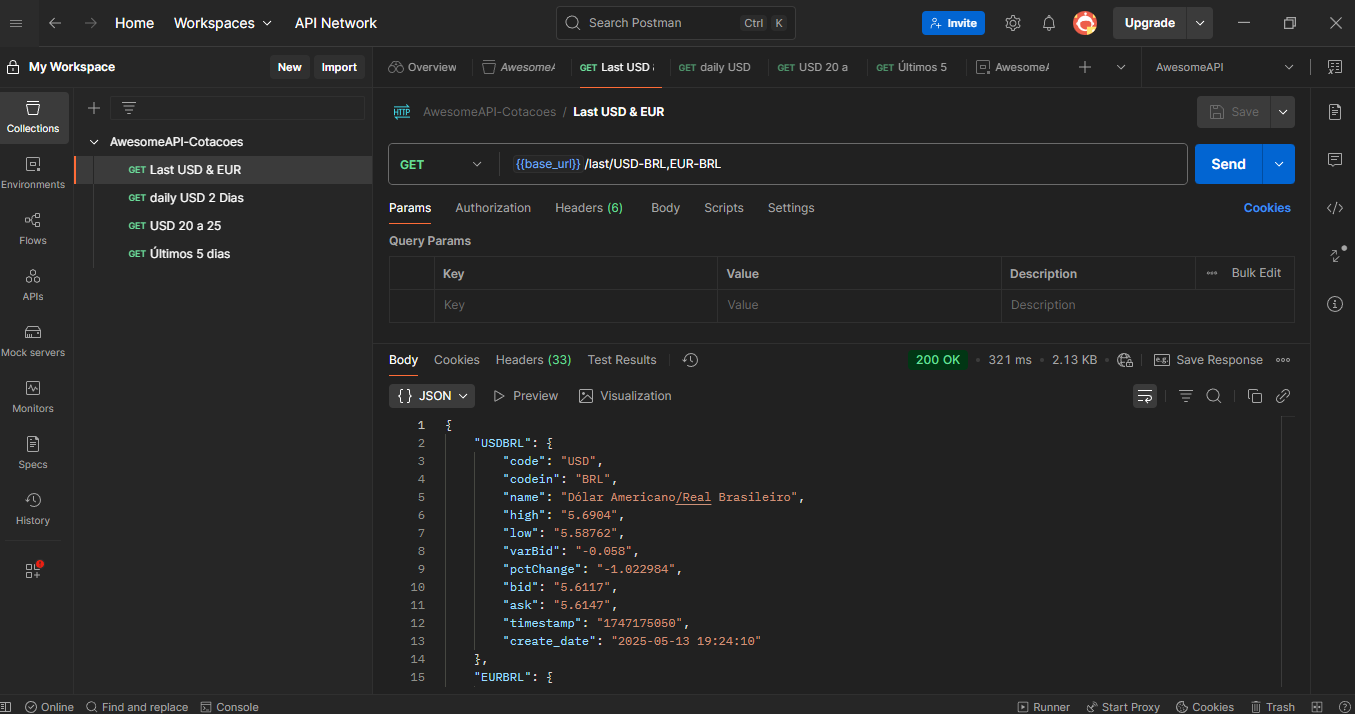 Home Workspaces API Network Search Postman Ctrl K Invite Upgrade
My Workspace New Import Overview AwesomeA GET Last USD & GET daily USD GET USD 20 a GET Últimos 5 AwesomeA AwesomeAPI
Collections
Environments
Flows
APIs
Mock servers
Monitors
Specs
History
AwesomeAPI-Cotacoes
GET Last USD & EUR
GET daily USD 2 Dias
GET USD 20 a 25
GET Últimos 5 dias
HTTP AwesomeAPI-Cotacoes / Last USD & EUR Save
GET {{base_url}} /last/USD-BRL,EUR-BRL Send
Params Authorization Headers (6) Body Scripts Settings Cookies
Query Params
Key Value Description Bulk Edit
Key Value Description
Body Cookies Headers (33) Test Results 200 OK • 321 ms • 2.13 KB • e.g. Save Response
{} JSON Preview Visualization
1 {
2 "USDBRL": {
3 "code": "USD",
4 "codein": "BRL",
5 "name": "Dólar Americano/Real Brasileiro",
6 "high": "5.6904",
7 "low": "5.58762",
8 "varBid": "-0.058",
9 "pctChange": "-1.022984",
10 "bid": "5.6117",
11 "ask": "5.6147",
12 "timestamp": "1747175050",
13 "create_date": "2025-05-13 19:24:10"
14 },
15 "EURBRL": {
Online Find and replace Console Runner Start Proxy Cookies Trash